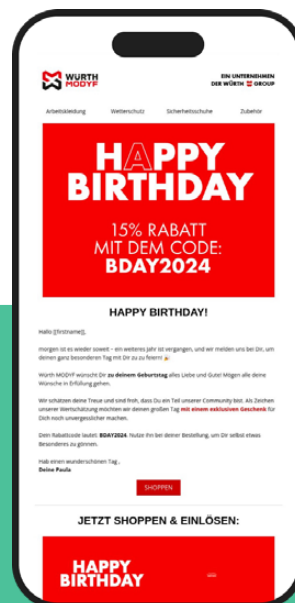 WÜRTH
MODYF
EIN UNTERNEHMEN
DER WÜRTH GROUP
Arbeitskleidung Wetterschutz Sicherheitsschuhe Zubehör
HAPPY
BIRTHDAY
15% RABATT
MIT DEM CODE:
BDAY2024
HAPPY BIRTHDAY!
Hallo [[firstname]],
morgen ist es wieder soweit – ein weiteres Jahr ist vergangen, und wir melden uns bei Dir, um
deinen ganz besonderen Tag mit Dir zu zu feiern! 🎉
Würth MODYF wünscht Dir zu deinem Geburtstag alles Liebe und Gute! Mögen alle deine
Wünsche in Erfüllung gehen.
Wir schätzen deine Treue und sind froh, dass Du ein Teil unserer Community bist. Als Zeichen
unserer Wertschätzung möchten wir deinen großen Tag mit einem exklusiven Geschenk für
Dich noch unvergesslicher machen.
Dein Rabattcode lautet: BDAY2024. Nutze ihn bei deiner Bestellung, um Dir selbst etwas
Besonderes zu gönnen.
Hab einen wunderschönen Tag ,
Deine Paula
SHOPPEN
JETZT SHOPPEN & EINLÖSEN:
HAPPY
BIRTHDAY